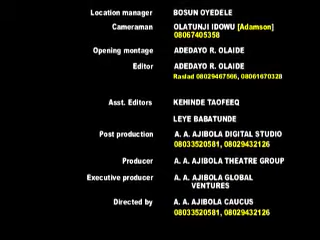 Location manager BOSUN OYEDELE
Cameraman OLATUNJI IDOWU [Adamson]
08067405358
Opening montage ADEDAYO R. OLAIDE
Editor ADEDAYO R. OLAIDE
Raslad 08029467566, 08061670328
Asst. Editors KEHINDE TAOFEEQ
LEYE BABATUNDE
Post production A. A. AJIBOLA DIGITAL STUDIO
08033520581, 08029432126
Producer A. A. AJIBOLA THEATRE GROUP
Executive producer A. A. AJIBOLA GLOBAL
VENTURES
Directed by A. A. AJIBOLA CAUCUS
08033520581, 08029432126